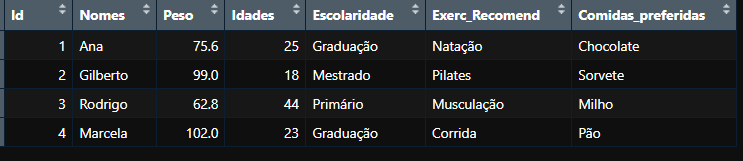 Id Nomes Peso Idades Escolaridade Exerc_Recomend Comidas_preferidas
1 Ana 75.6 25 Graduação Natação Chocolate
2 Gilberto 99.0 18 Mestrado Pilates Sorvete
3 Rodrigo 62.8 44 Primário Musculação Milho
4 Marcela 102.0 23 Graduação Corrida Pão